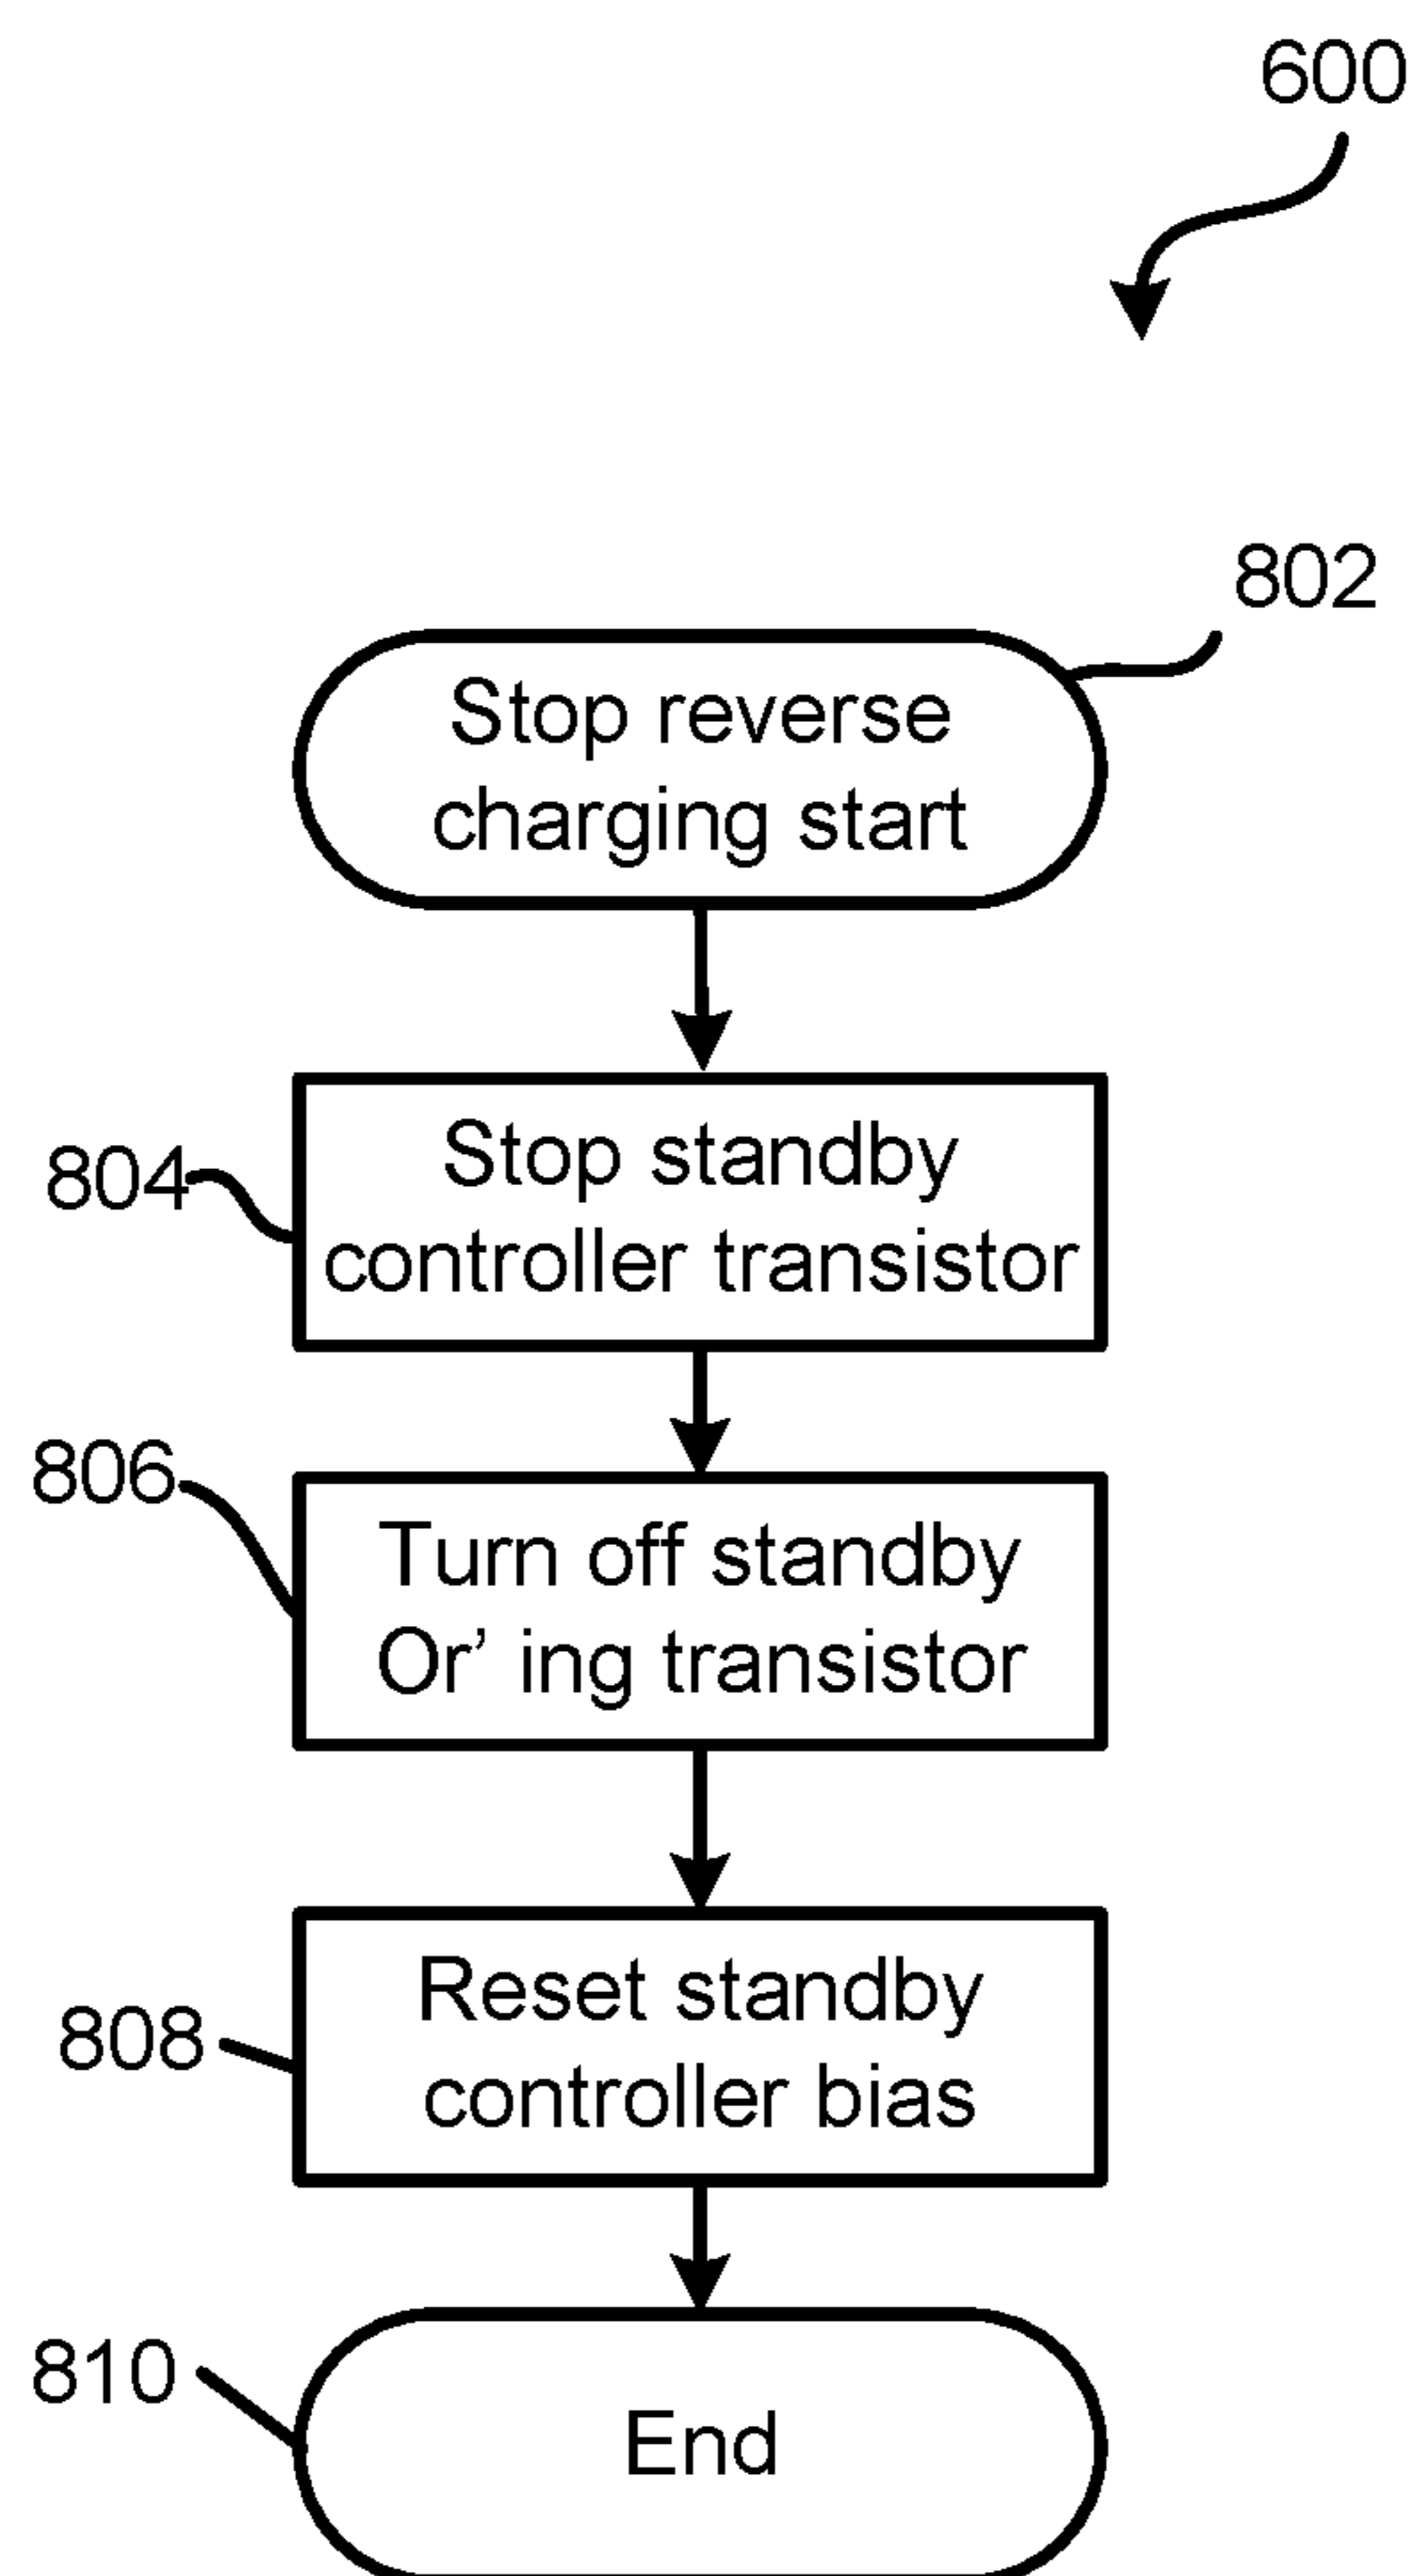 600
802
Stop reverse
charging start
804
Stop standby
controller transistor
806
Turn off standby
Or’ ing transistor
808
Reset standby
controller bias
810
End